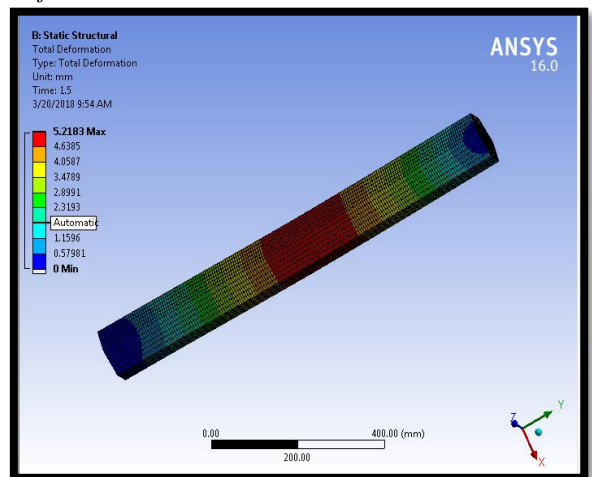 B: Static Structural
Total Deformation
Type: Total Deformation
Unit: mm
Time: 1.5
3/20/2018 9:54 AM
ANSYS
16.0
5.2183 Max
4.6385
4.0587
3.4789
2.8991
2.3193
Automatic
1.1596
0.57981
0 Min
0.00
400.00 (mm)
200.00
Z
Y
X